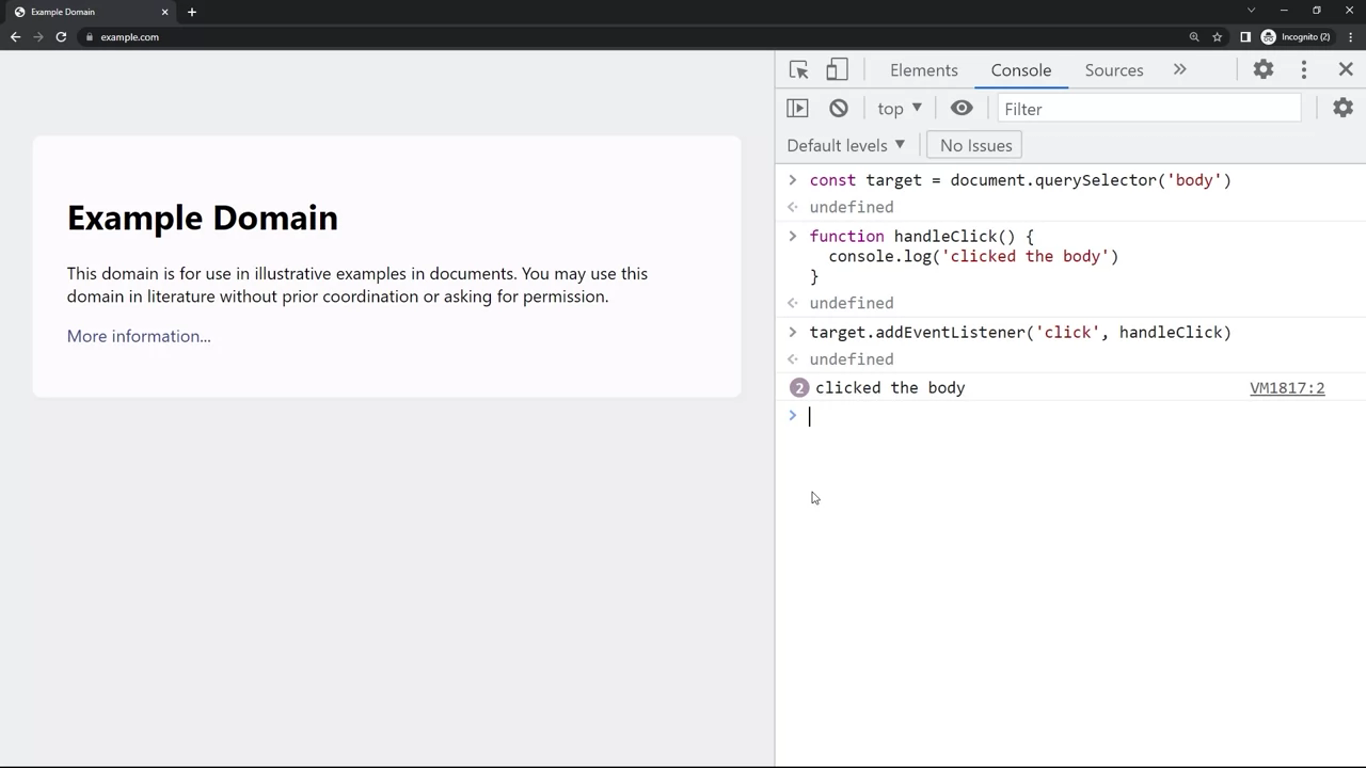 Example Domain
example.com
Incognito (2)
Elements
Console
Sources
top
Filter
Default levels
No Issues
Example Domain
This domain is for use in illustrative examples in documents. You may use this
domain in literature without prior coordination or asking for permission.
More information...
const target = document.querySelector('body')
undefined
function handleClick() {
console.log('clicked the body')
}
undefined
target.addEventListener('click', handleClick)
undefined
2 clicked the body VM1817:2